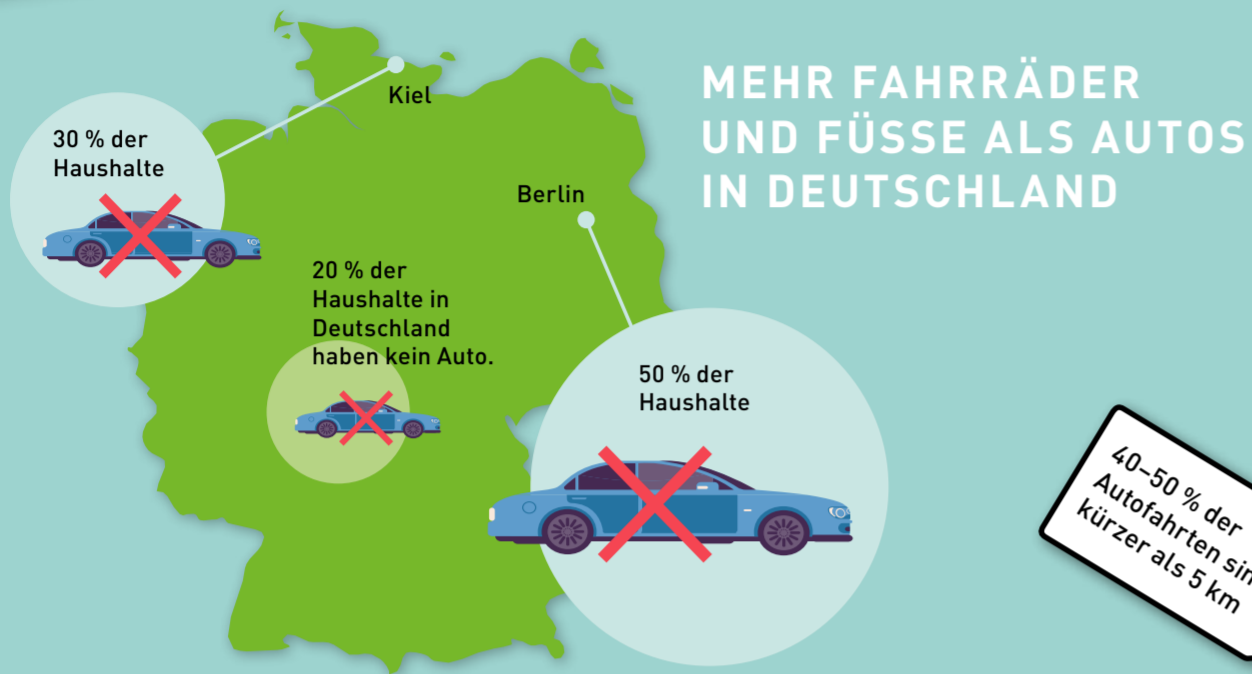 MEHR FAHRRÄDER
UND FÜSSE ALS AUTOS
IN DEUTSCHLAND
Kiel
30 % der
Haushalte
Berlin
20 % der
Haushalte in
Deutschland
haben kein Auto.
50 % der
Haushalte
40–50 % der
Autofahrten
kürzer als 5 km